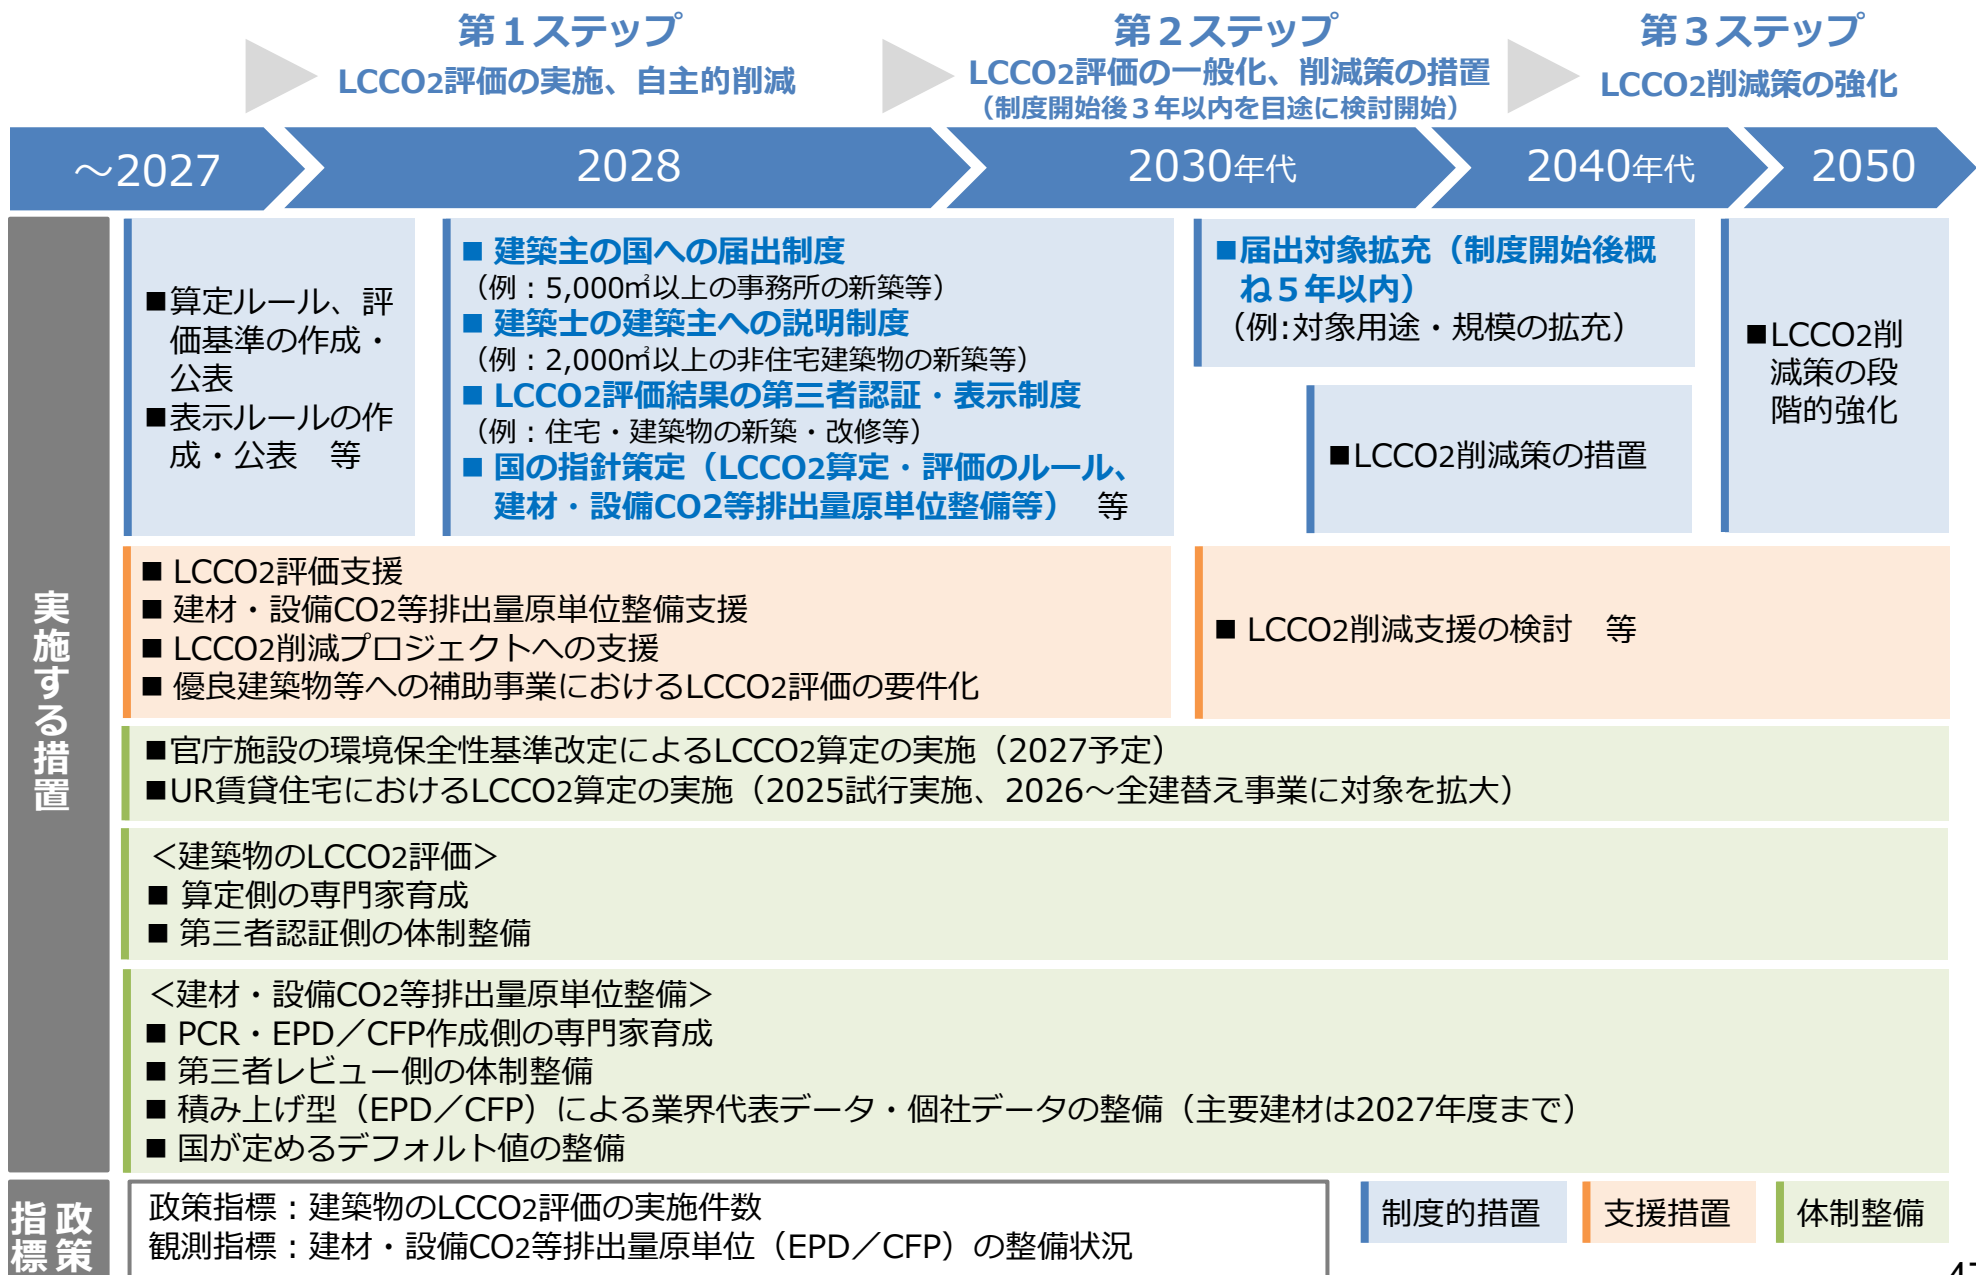 第１ステップ
LCCO2評価の実施、自主的削減
第２ステップ
LCCO2評価の一般化、削減策の措置
（制度開始後３年以内を目途に検討開始）
第３ステップ
LCCO2削減策の強化
～2027
2028
2030年代
2040年代
2050
実施する措置
■算定ルール、評
価基準の作成・
公表
■表示ルールの作
成・公表　等
■ 建築主の国への届出制度
（例：5,000㎡以上の事務所の新築等）
■ 建築士の建築主への説明制度
（例：2,000㎡以上の非住宅建築物の新築等）
■ LCCO2評価結果の第三者認証・表示制度
（例：住宅・建築物の新築・改修等）
■ 国の指針策定（LCCO2算定・評価のルール、
建材・設備CO2等排出量原単位整備等）　等
■届出対象拡充（制度開始後概
ね５年以内）
（例:対象用途・規模の拡充）
■LCCO2削減策の措置
■LCCO2削
減策の段
階的強化
■ LCCO2評価支援
■ 建材・設備CO2等排出量原単位整備支援
■ LCCO2削減プロジェクトへの支援
■ 優良建築物等への補助事業におけるLCCO2評価の要件化
■ LCCO2削減支援の検討　等
■官庁施設の環境保全性基準改定によるLCCO2算定の実施（2027予定）
■UR賃貸住宅におけるLCCO2算定の実施（2025試行実施、2026～全建替え事業に対象を拡大）
＜建築物のLCCO2評価＞
■ 算定側の専門家育成
■ 第三者認証側の体制整備
＜建材・設備CO2等排出量原単位整備＞
■ PCR・EPD／CFP作成側の専門家育成
■ 第三者レビュー側の体制整備
■ 積み上げ型（EPD／CFP）による業界代表データ・個社データの整備（主要建材は2027年度まで）
■ 国が定めるデフォルト値の整備
政策
指標
政策指標：建築物のLCCO2評価の実施件数
観測指標：建材・設備CO2等排出量原単位（EPD／CFP）の整備状況
制度的措置
支援措置
体制整備